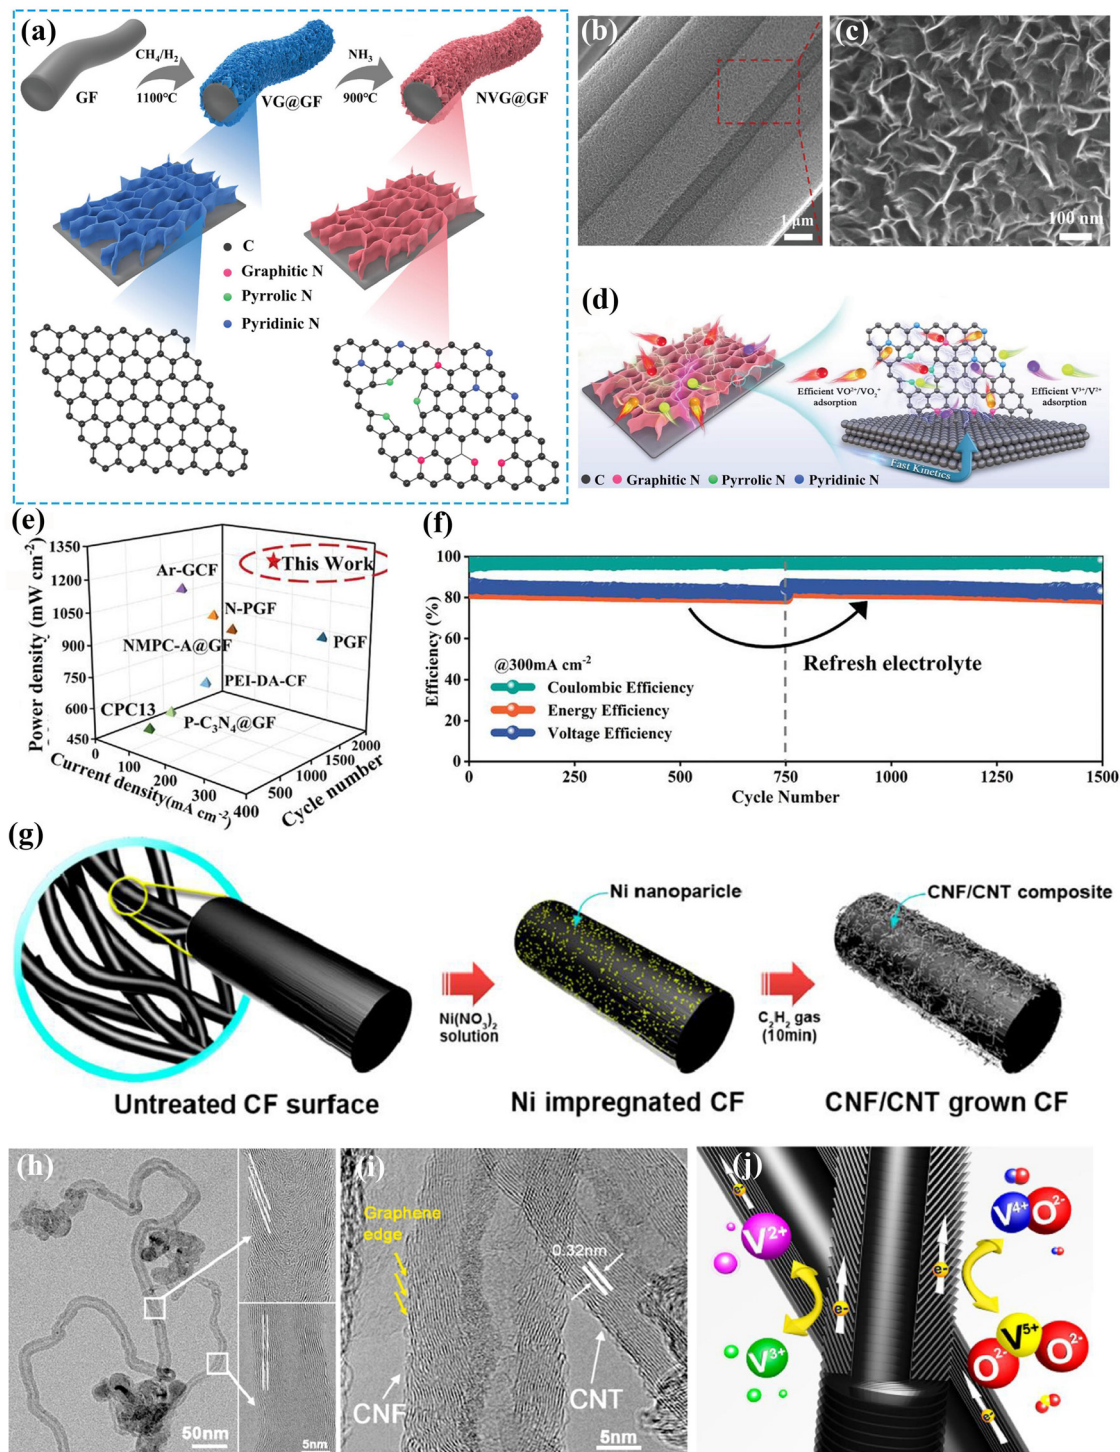 (a)
GF
CH₄/H₂
1100℃
VG@GF
NH₃
900℃
NVG@GF
C
Graphitic N
Pyrrolic N
Pyridinic N
(b)
1 μm
(c)
100 nm
(d)
Efficient VO²⁺/VO₂⁺
adsorption
Efficient V³⁺/V²⁺
adsorption
Fast Kinetics
C Graphitic N Pyrrolic N Pyridinic N
(e)
Power density (mW cm⁻²)
1350
1200
1050
900
750
600
450
This Work
Ar-GCF
N-PGF
NMPC-A@GF
PGF
PEI-DA-CF
CPC13
P-C₃N₄@GF
0
100
200
300
400
Current density(mA cm⁻²)
500
1000
1500
2000
Cycle number
(f)
Efficiency (%)
100
80
60
40
20
0
Refresh electrolyte
@300mA cm⁻²
Coulombic Efficiency
Energy Efficiency
Voltage Efficiency
0 250 500 750 1000 1250 1500
Cycle Number
(g)
Ni nanoparicle
CNF/CNT composite
Ni(NO₃)₂
solution
C₂H₂ gas
(10min)
Untreated CF surface
Ni impregnated CF
CNF/CNT grown CF
(h)
50nm
5nm
(i)
Graphene
edge
0.32nm
CNF
CNT
5nm
(j)
e-
V²⁺
e-
V³⁺
e-
V⁴⁺
O²⁻
V⁵⁺
O²⁻
O²⁻
e-